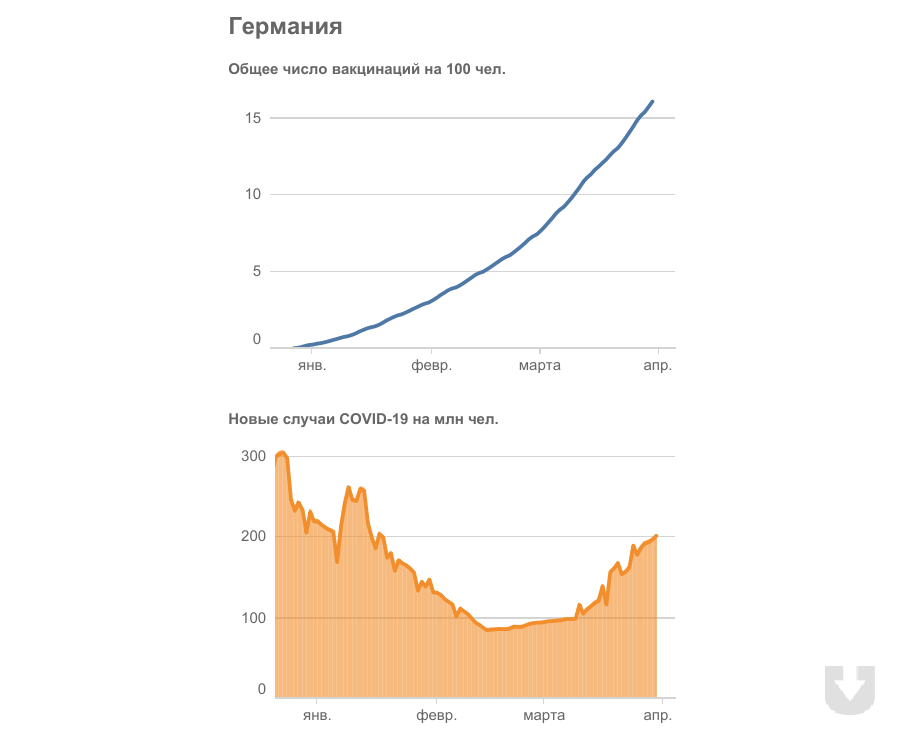 Германия
Общее число вакцинаций на 100 чел.
15
10
5
0
янв. февр. марта апр.
Новые случаи COVID-19 на млн чел.
300
200
100
0
янв. февр. марта апр.